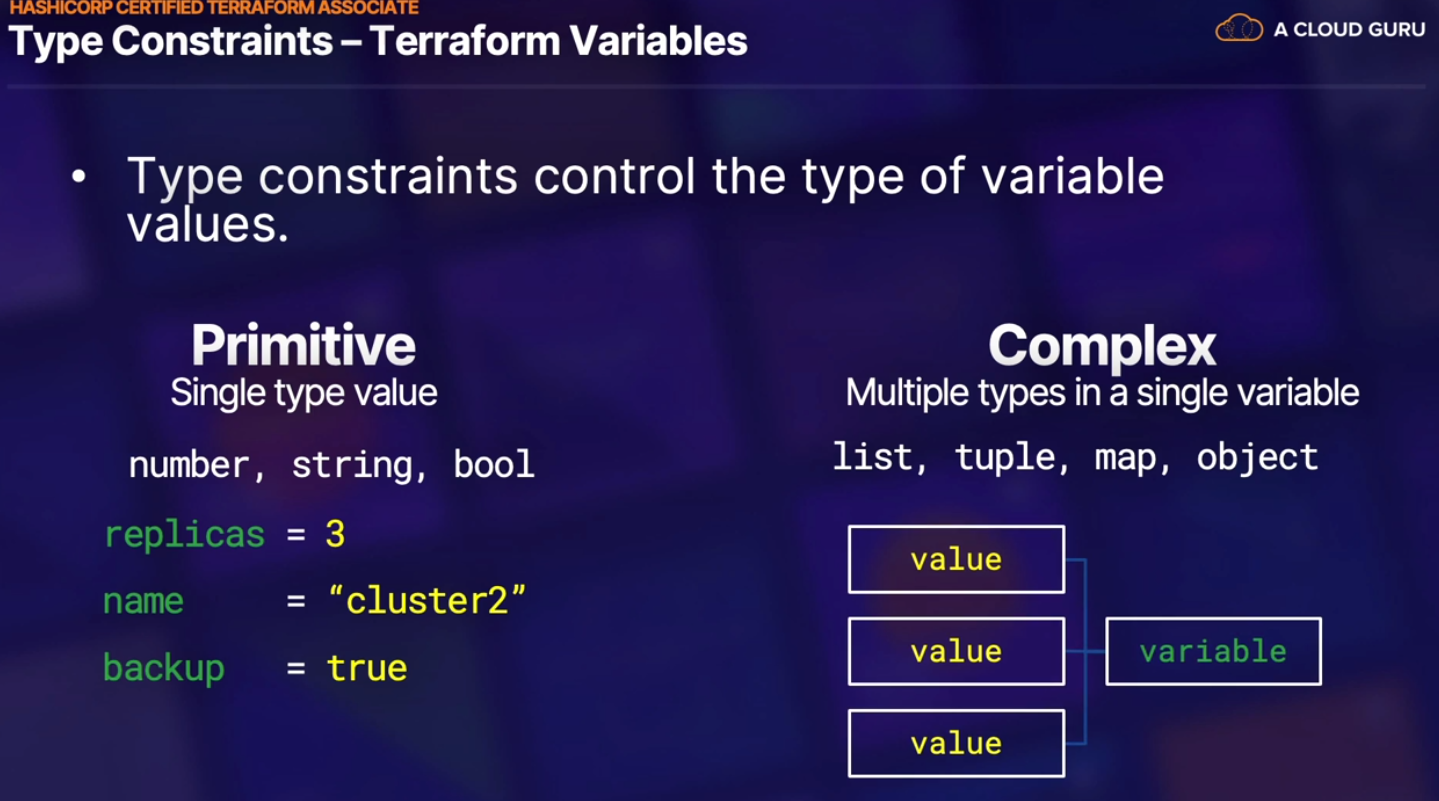 HASHICORP CERTIFIED TERRAFORM ASSOCIATE
Type Constraints – Terraform Variables
A CLOUD GURU
• Type constraints control the type of variable
values.
Primitive
Single type value
number, string, bool
replicas = 3
name = “cluster2”
backup = true
Complex
Multiple types in a single variable
list, tuple, map, object
value
value
value
variable